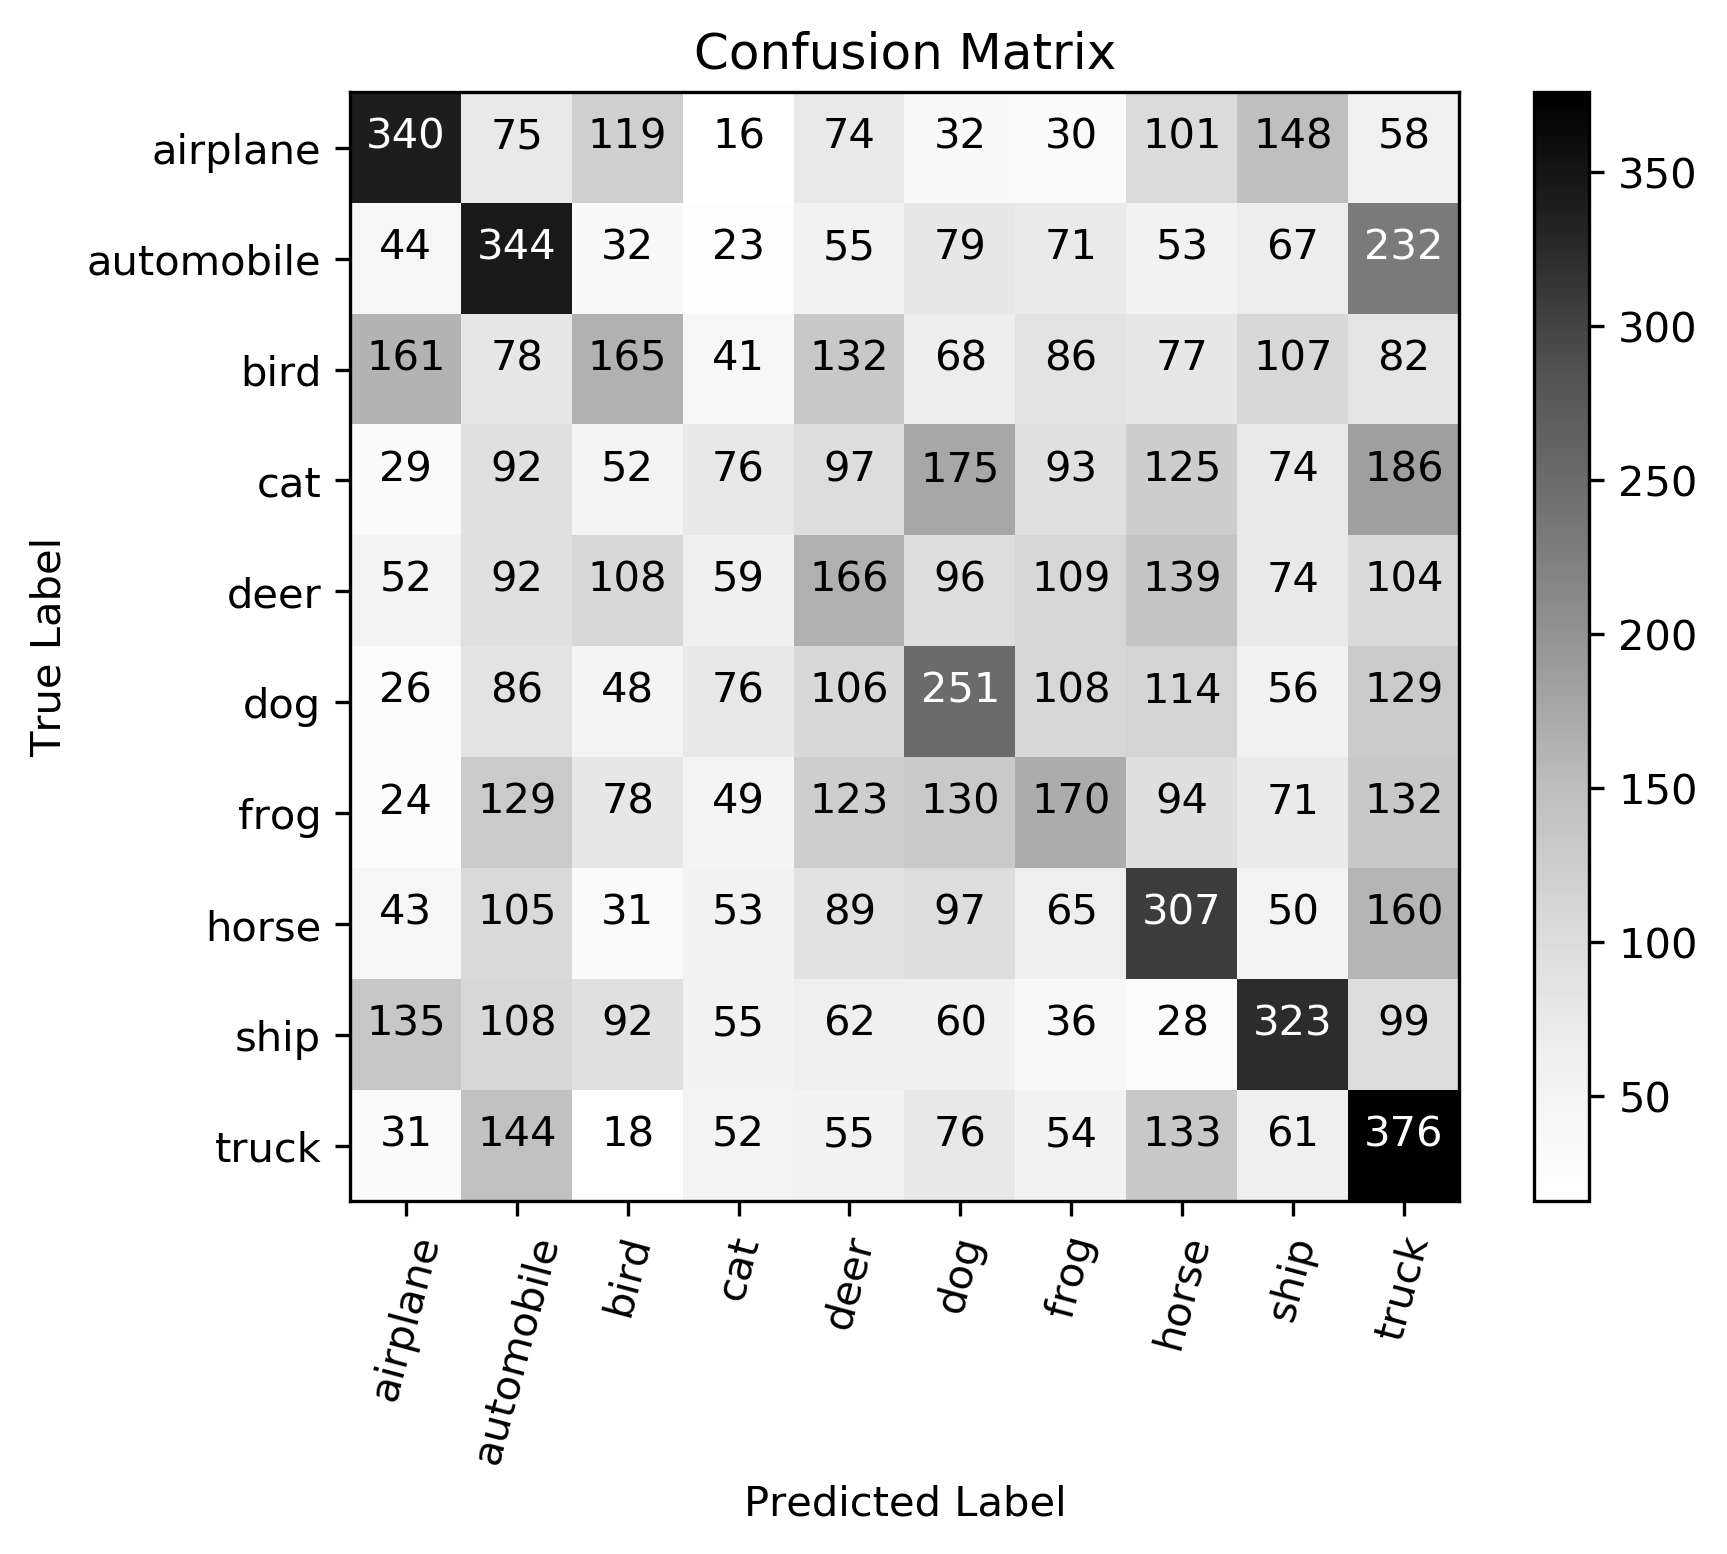 Confusion Matrix
airplane 340 75 119 16 74 32 30 101 148 58
automobile 44 344 32 23 55 79 71 53 67 232
bird 161 78 165 41 132 68 86 77 107 82
cat 29 92 52 76 97 175 93 125 74 186
deer 52 92 108 59 166 96 109 139 74 104
dog 26 86 48 76 106 251 108 114 56 129
frog 24 129 78 49 123 130 170 94 71 132
horse 43 105 31 53 89 97 65 307 50 160
ship 135 108 92 55 62 60 36 28 323 99
truck 31 144 18 52 55 76 54 133 61 376
airplane automobile bird cat deer dog frog horse ship truck
True Label
Predicted Label
350
300
250
200
150
100
50